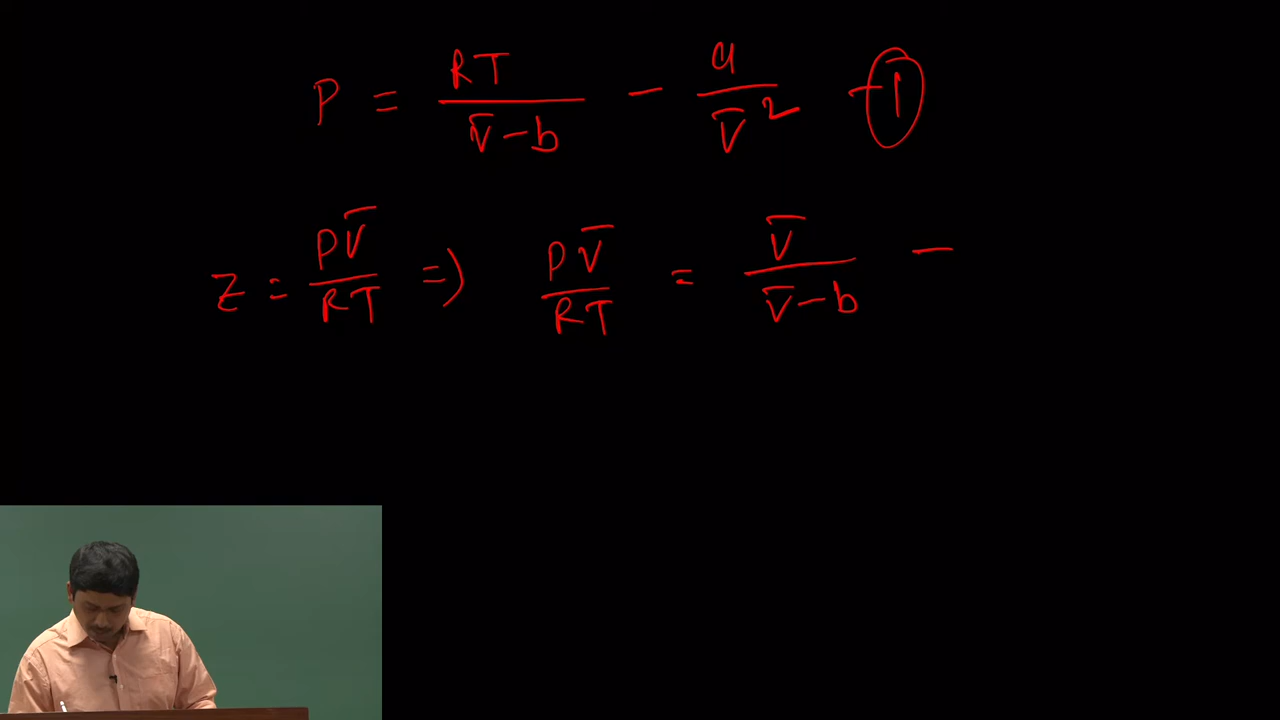 P = RT / (V̄ - b) - a / V̄² - ①
Z = PV̄ / RT ⇒ PV̄ / RT = V̄ / (V̄ - b) -